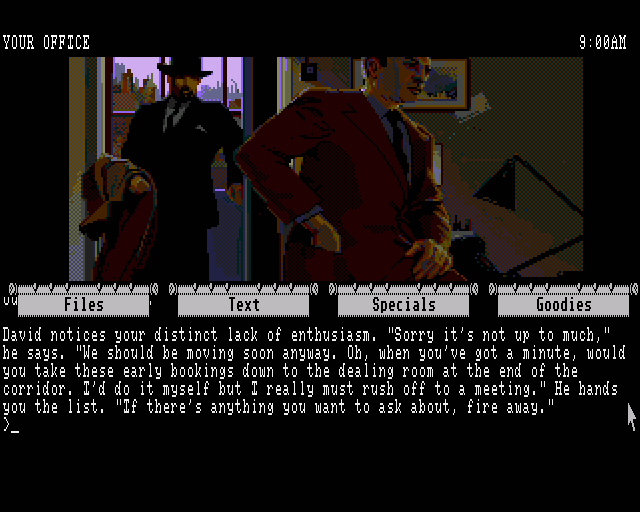 YOUR OFFICE 9:00AM
Files Text Specials Goodies
David notices your distinct lack of enthusiasm. "Sorry it's not up to much,"
he says. "We should be moving soon anyway. Oh, when you've got a minute, would
you take these early bookings down to the dealing room at the end of the
corridor. I'd do it myself but I really must rush off to a meeting." He hands
you the list. "If there's anything you want to ask about, fire away."
>_